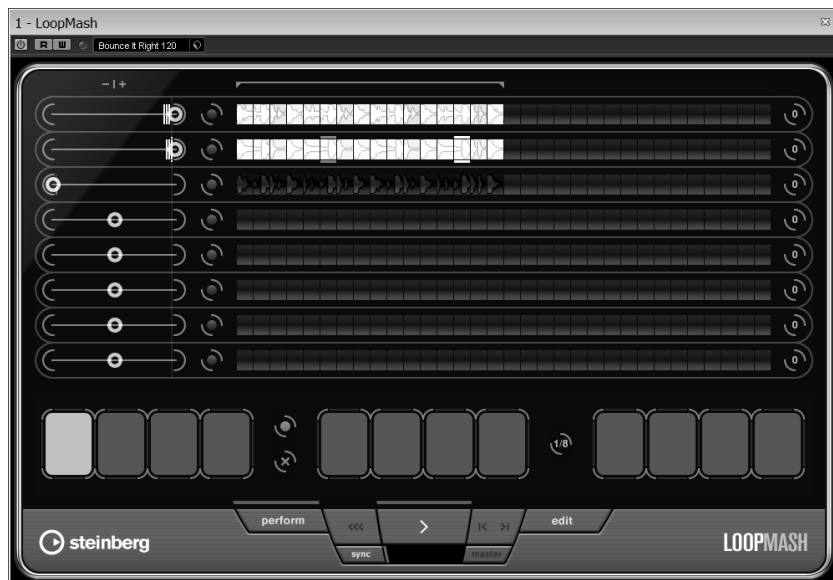 1 - LoopMash
R W Bounce It Right 120
- | +
0
0
0
0
0
0
0
0
1/8
perform
edit
sync
master
steinberg
LOOPMASH